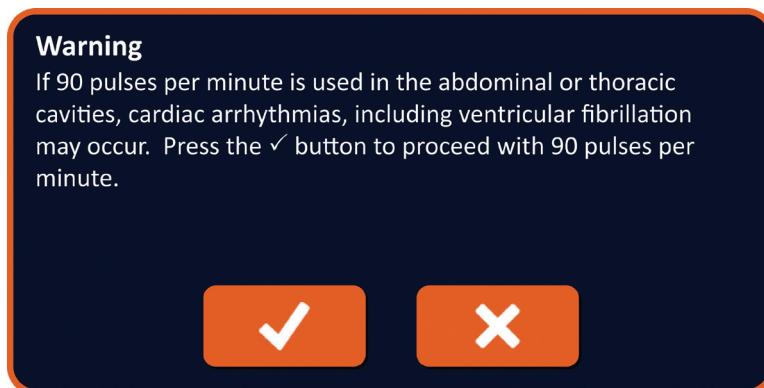 Warning
If 90 pulses per minute is used in the abdominal or thoracic
cavities, cardiac arrhythmias, including ventricular fibrillation
may occur.  Press the ✓ button to proceed with 90 pulses per
minute.